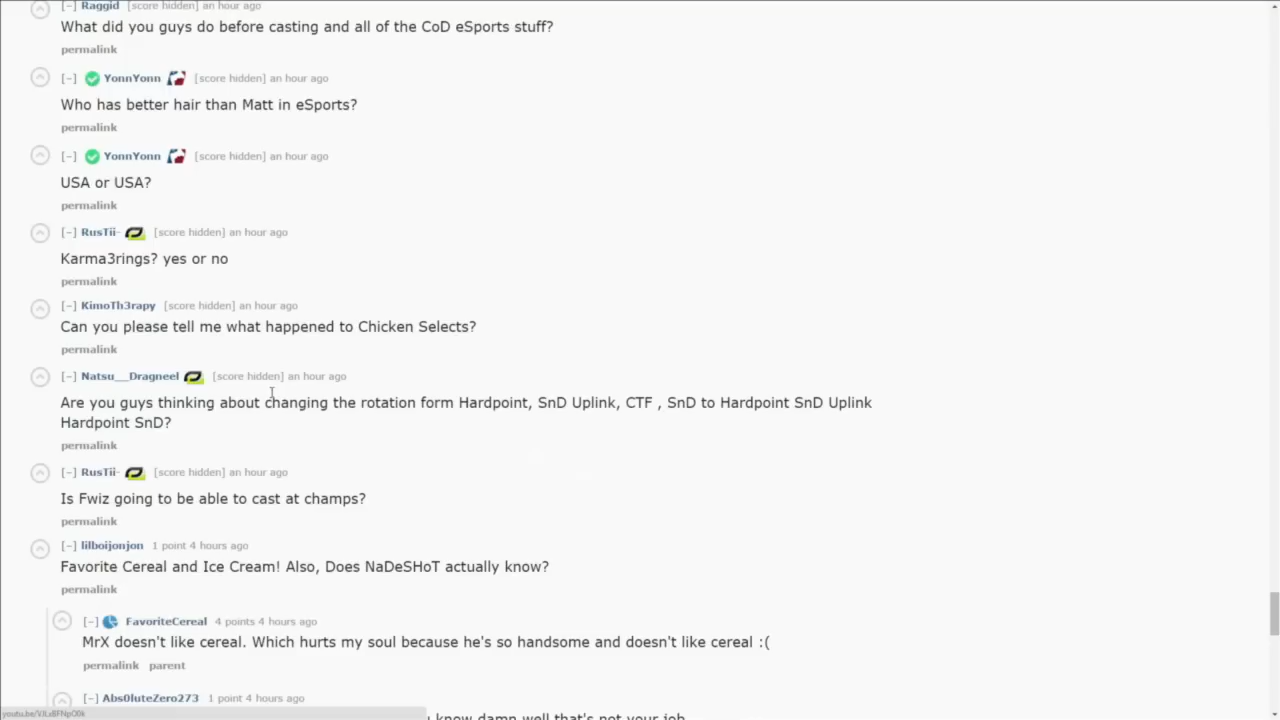 [–] Raggid [score hidden] an hour ago
What did you guys do before casting and all of the CoD eSports stuff?
permalink
[–] YonnYonn [score hidden] an hour ago
Who has better hair than Matt in eSports?
permalink
[–] YonnYonn [score hidden] an hour ago
USA or USA?
permalink
[–] RusTii- [score hidden] an hour ago
Karma3rings? yes or no
permalink
[–] KimoTh3rapy [score hidden] an hour ago
Can you please tell me what happened to Chicken Selects?
permalink
[–] Natsu__Dragneel [score hidden] an hour ago
Are you guys thinking about changing the rotation form Hardpoint, SnD Uplink, CTF , SnD to Hardpoint SnD Uplink
Hardpoint SnD?
permalink
[–] RusTii- [score hidden] an hour ago
Is Fwiz going to be able to cast at champs?
permalink
[–] lilboijonjon 1 point 4 hours ago
Favorite Cereal and Ice Cream! Also, Does NaDeSHoT actually know?
permalink
[–] FavoriteCereal 4 points 4 hours ago
MrX doesn't like cereal. Which hurts my soul because he's so handsome and doesn't like cereal :(
permalink parent
[–] Abs0luteZero273 1 point 4 hours ago
know damn well that's not your job